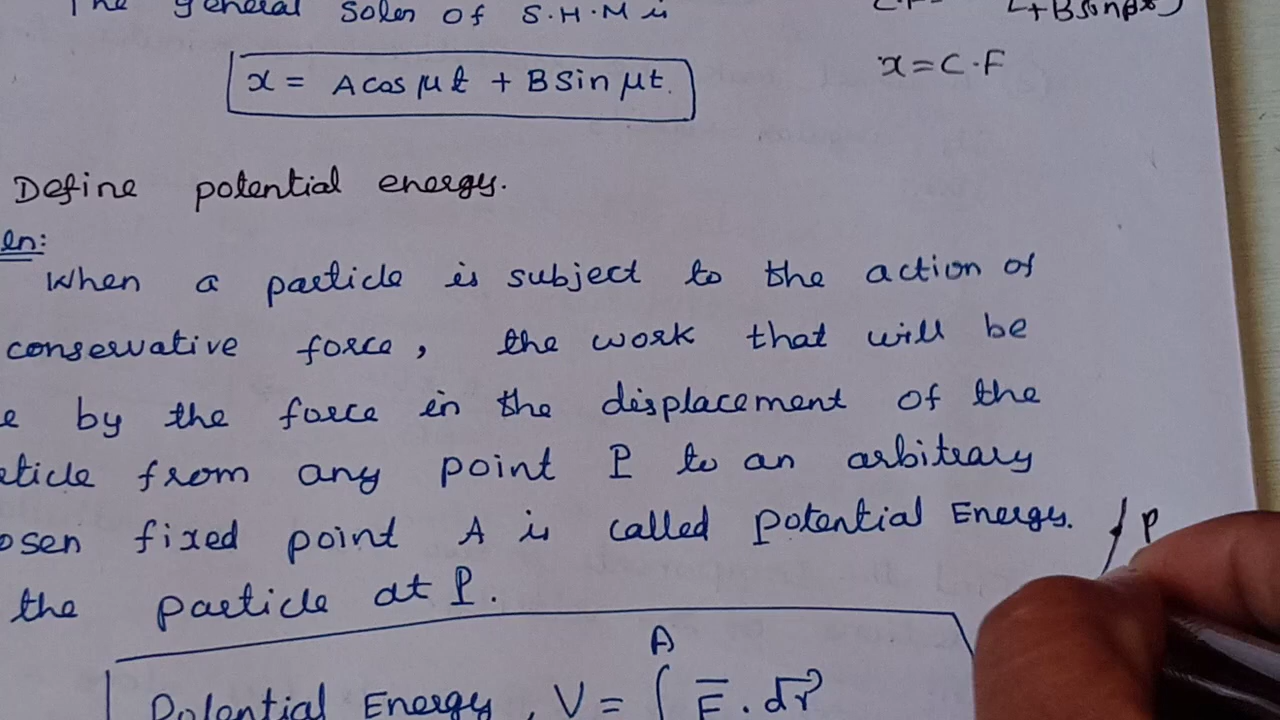 The general Soln of S.H.M is
+ B sin βx)
x = A cos μt + B Sin μt.
x = C.F
Define potential energy.
When a particle is subject to the action of
conservative force, the work that will be
by the force in the displacement of the
from any point P to an arbitrary
fixed point A is called Potential Energy.
P
the particle at P.
A
Potential Energy, V = ∫ F̅ . dr⃗